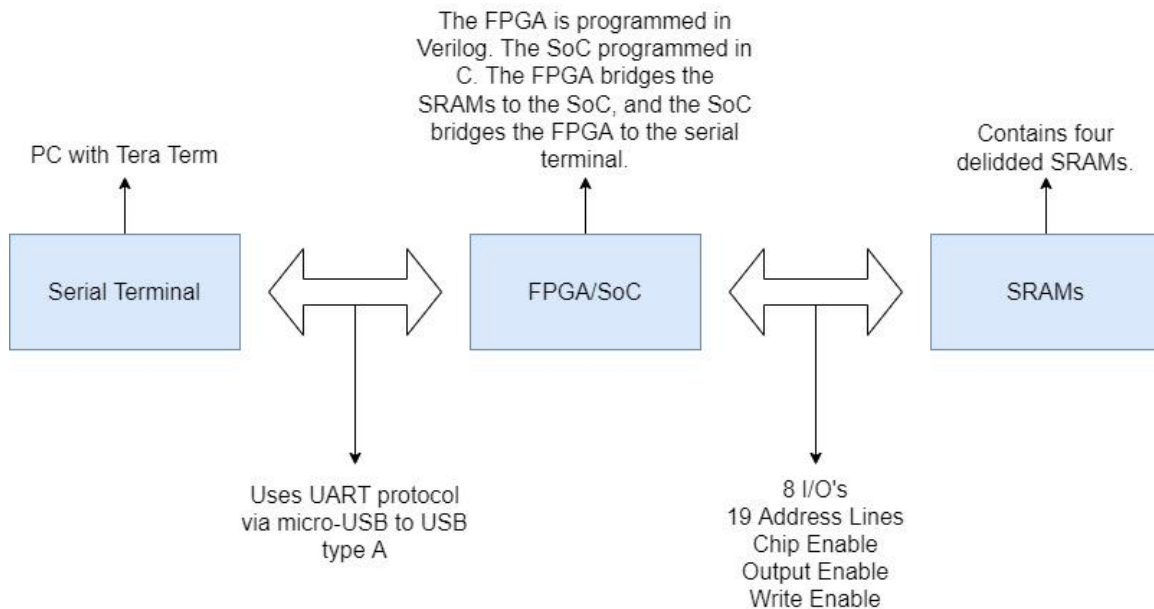 The FPGA is programmed in
Verilog. The SoC programmed in
C. The FPGA bridges the
SRAMs to the SoC, and the SoC
bridges the FPGA to the serial
terminal.
PC with Tera Term
Contains four
delidded SRAMs.
Serial Terminal
FPGA/SoC
SRAMs
Uses UART protocol
via micro-USB to USB
type A
8 I/O's
19 Address Lines
Chip Enable
Output Enable
Write Enable